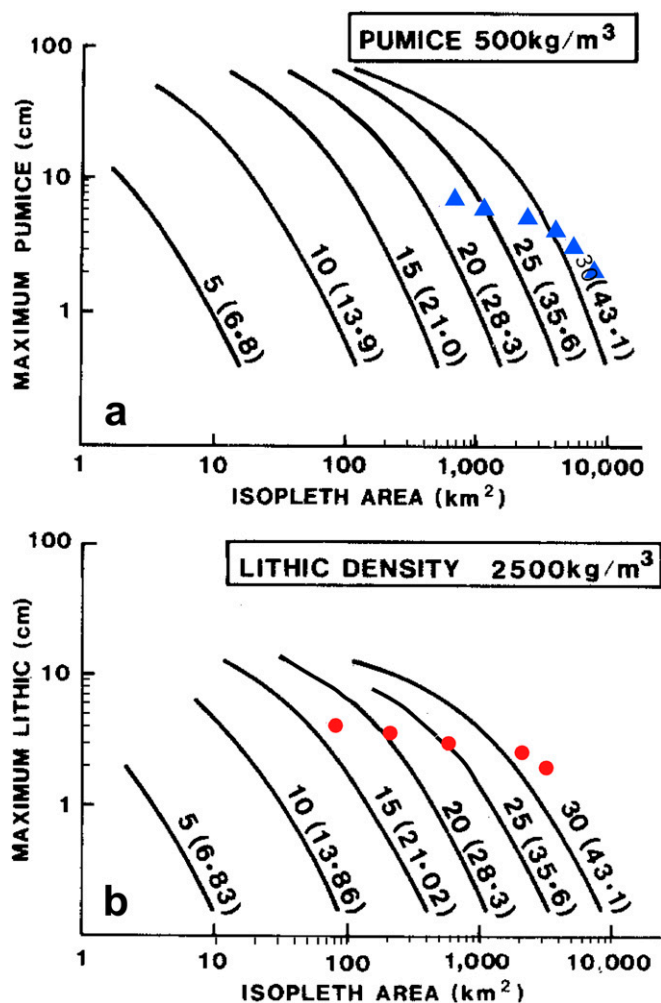 PUMICE 500kg/m³
MAXIMUM PUMICE (cm)
100
10
1
5 (6·8)
10 (13·9)
15 (21·0)
20 (28·3)
25 (35·6)
30 (43·1)
a
1 10 100 1,000 10,000
ISOPLETH AREA (km²)
LITHIC DENSITY 2500kg/m³
MAXIMUM LITHIC (cm)
100
10
1
5 (6·83)
10 (13·86)
15 (21·02)
20 (28·3)
25 (35·6)
30 (43·1)
b
1 10 100 1,000 10,000
ISOPLETH AREA (km²)